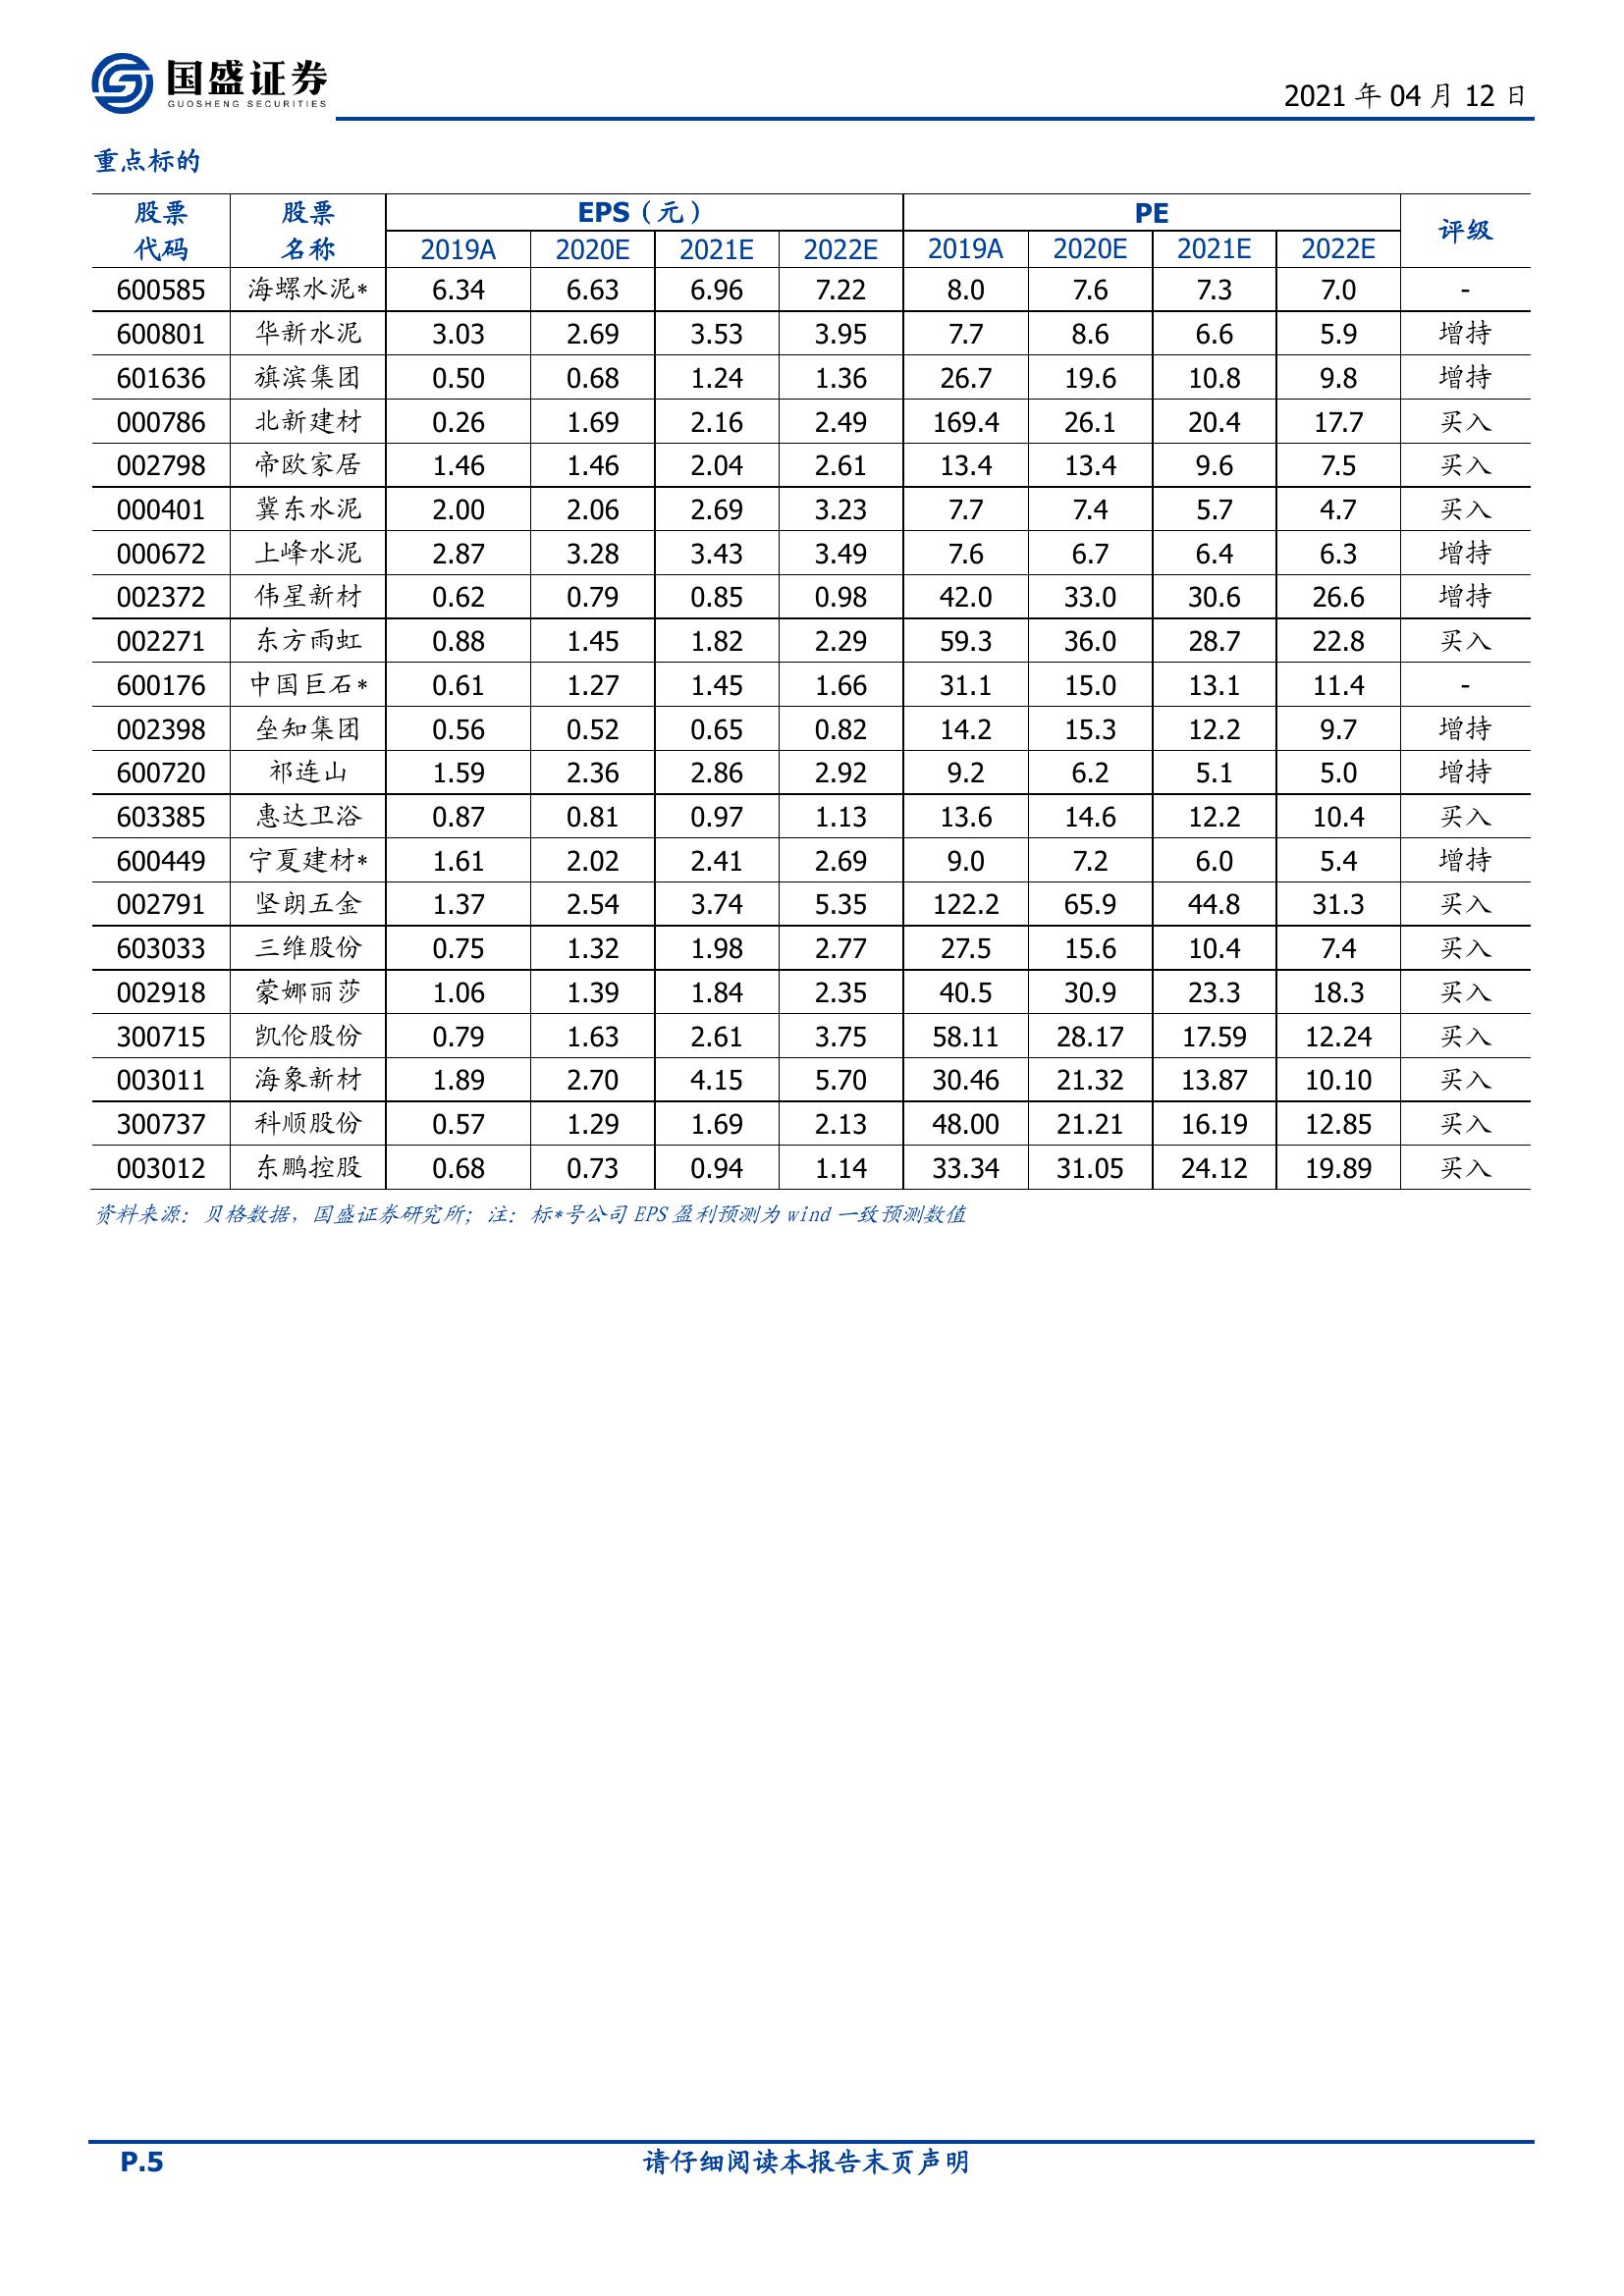 国盛证券
GUOSHENG SECURITIES
2021 年 04 月 12 日
重点标的
股票 股票 EPS（元） PE 评级
代码 名称 2019A 2020E 2021E 2022E 2019A 2020E 2021E 2022E
600585 海螺水泥* 6.34 6.63 6.96 7.22 8.0 7.6 7.3 7.0 -
600801 华新水泥 3.03 2.69 3.53 3.95 7.7 8.6 6.6 5.9 增持
601636 旗滨集团 0.50 0.68 1.24 1.36 26.7 19.6 10.8 9.8 增持
000786 北新建材 0.26 1.69 2.16 2.49 169.4 26.1 20.4 17.7 买入
002798 帝欧家居 1.46 1.46 2.04 2.61 13.4 13.4 9.6 7.5 买入
000401 冀东水泥 2.00 2.06 2.69 3.23 7.7 7.4 5.7 4.7 买入
000672 上峰水泥 2.87 3.28 3.43 3.49 7.6 6.7 6.4 6.3 增持
002372 伟星新材 0.62 0.79 0.85 0.98 42.0 33.0 30.6 26.6 增持
002271 东方雨虹 0.88 1.45 1.82 2.29 59.3 36.0 28.7 22.8 买入
600176 中国巨石* 0.61 1.27 1.45 1.66 31.1 15.0 13.1 11.4 -
002398 垒知集团 0.56 0.52 0.65 0.82 14.2 15.3 12.2 9.7 增持
600720 祁连山 1.59 2.36 2.86 2.92 9.2 6.2 5.1 5.0 增持
603385 惠达卫浴 0.87 0.81 0.97 1.13 13.6 14.6 12.2 10.4 买入
600449 宁夏建材* 1.61 2.02 2.41 2.69 9.0 7.2 6.0 5.4 增持
002791 坚朗五金 1.37 2.54 3.74 5.35 122.2 65.9 44.8 31.3 买入
603033 三维股份 0.75 1.32 1.98 2.77 27.5 15.6 10.4 7.4 买入
002918 蒙娜丽莎 1.06 1.39 1.84 2.35 40.5 30.9 23.3 18.3 买入
300715 凯伦股份 0.79 1.63 2.61 3.75 58.11 28.17 17.59 12.24 买入
003011 海象新材 1.89 2.70 4.15 5.70 30.46 21.32 13.87 10.10 买入
300737 科顺股份 0.57 1.29 1.69 2.13 48.00 21.21 16.19 12.85 买入
003012 东鹏控股 0.68 0.73 0.94 1.14 33.34 31.05 24.12 19.89 买入
资料来源：贝格数据，国盛证券研究所；注：标*号公司 EPS 盈利预测为 wind 一致预测数值
P.5 请仔细阅读本报告末页声明